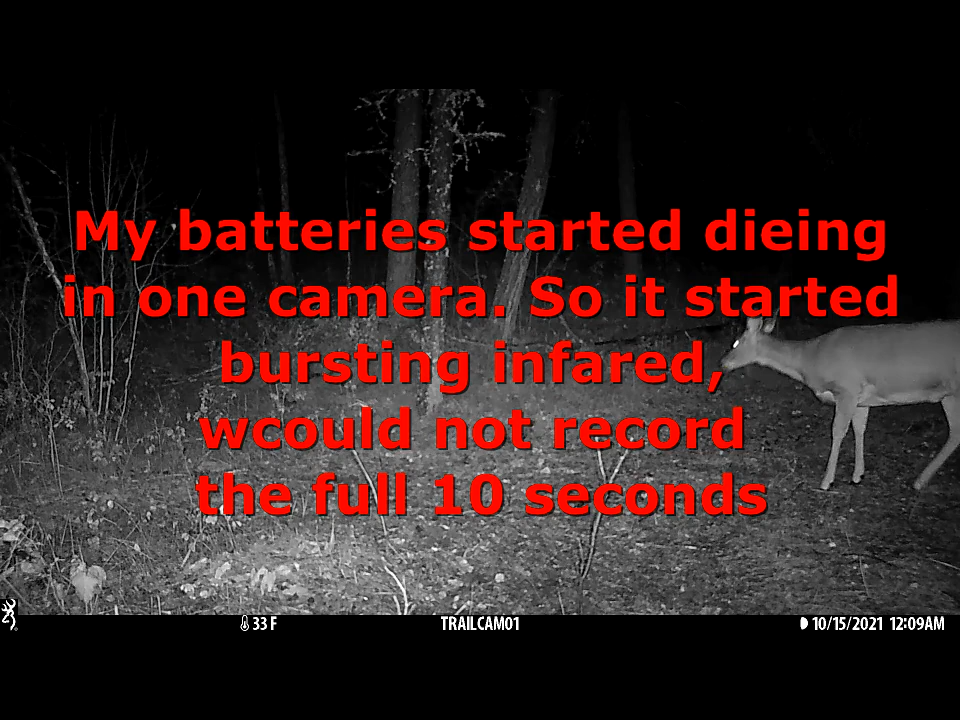 My batteries started dieing
in one camera. So it started
bursting infared,
wcould not record
the full 10 seconds
33 F TRAILCAM01 10/15/2021 12:09AM